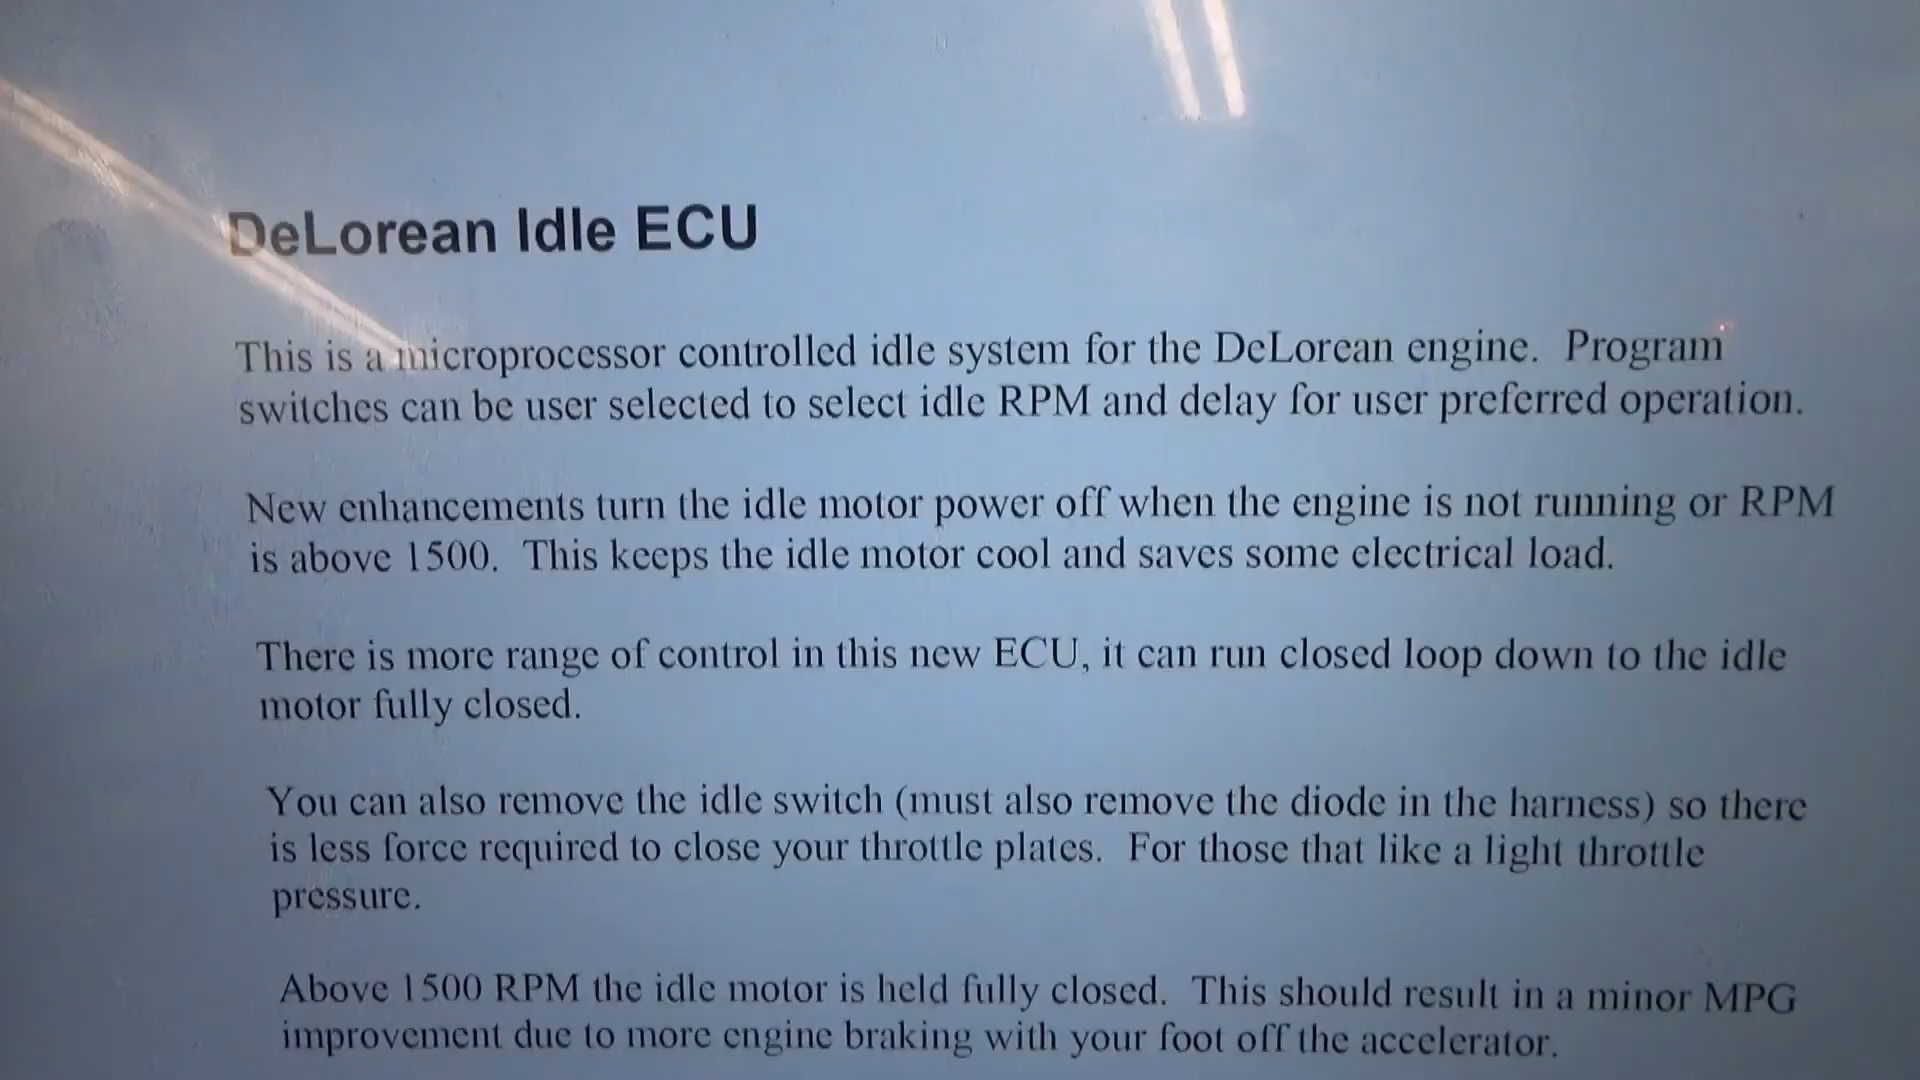 DeLorean Idle ECU
This is a microprocessor controlled idle system for the DeLorean engine. Program
switches can be user selected to select idle RPM and delay for user preferred operation.
New enhancements turn the idle motor power off when the engine is not running or RPM
is above 1500. This keeps the idle motor cool and saves some electrical load.
There is more range of control in this new ECU, it can run closed loop down to the idle
motor fully closed.
You can also remove the idle switch (must also remove the diode in the harness) so there
is less force required to close your throttle plates. For those that like a light throttle
pressure.
Above 1500 RPM the idle motor is held fully closed. This should result in a minor MPG
improvement due to more engine braking with your foot off the accelerator.